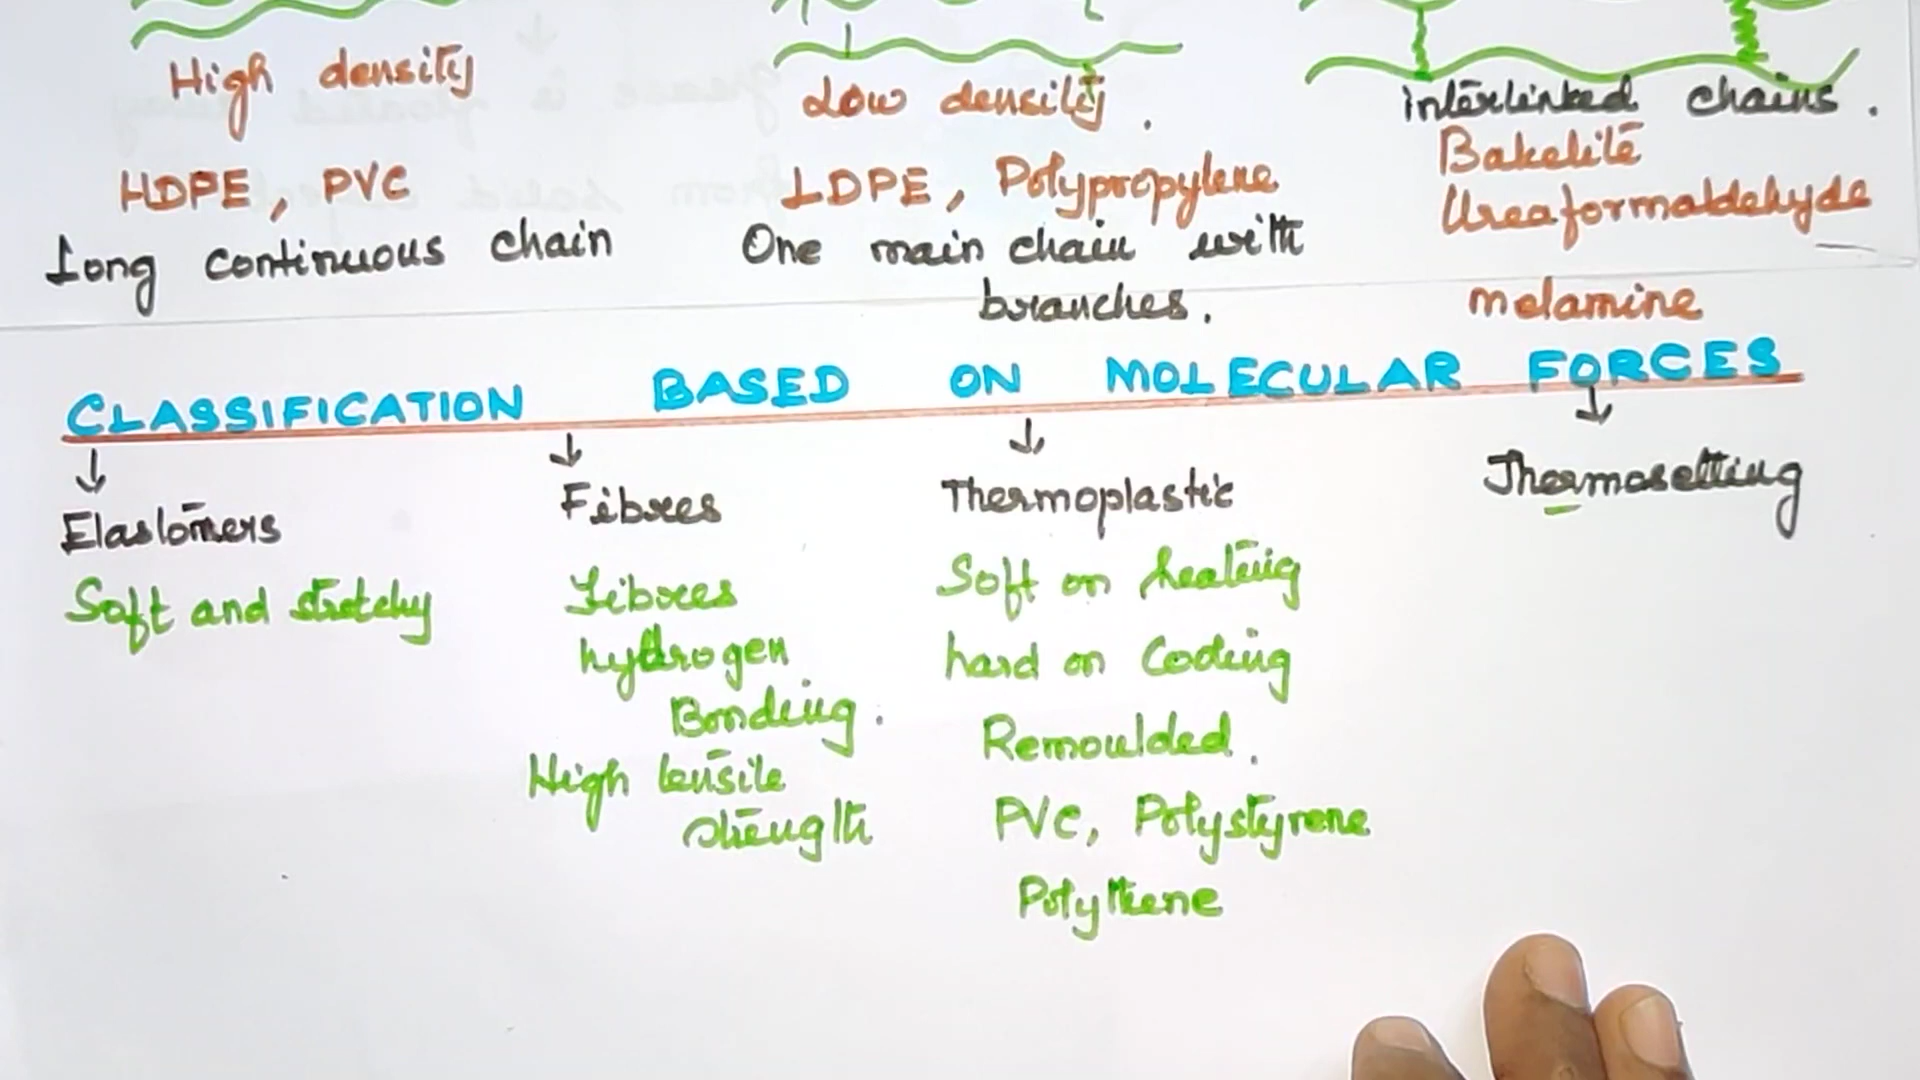 High density
HDPE, PVC
Long continuous chain
Low density.
LDPE, Polypropylene
One main chain with
branches.
interlinked chains.
Bakelite
Ureaformaldehyde
melamine
CLASSIFICATION BASED ON MOLECULAR FORCES
Elastomers
Soft and stretchy
Fibres
Fibres
hydrogen
Bonding.
High tensile
strength
Thermoplastic
Soft on heating
hard on Cooling
Remoulded.
PVC, Polystyrene
Polythene
Thermosetting